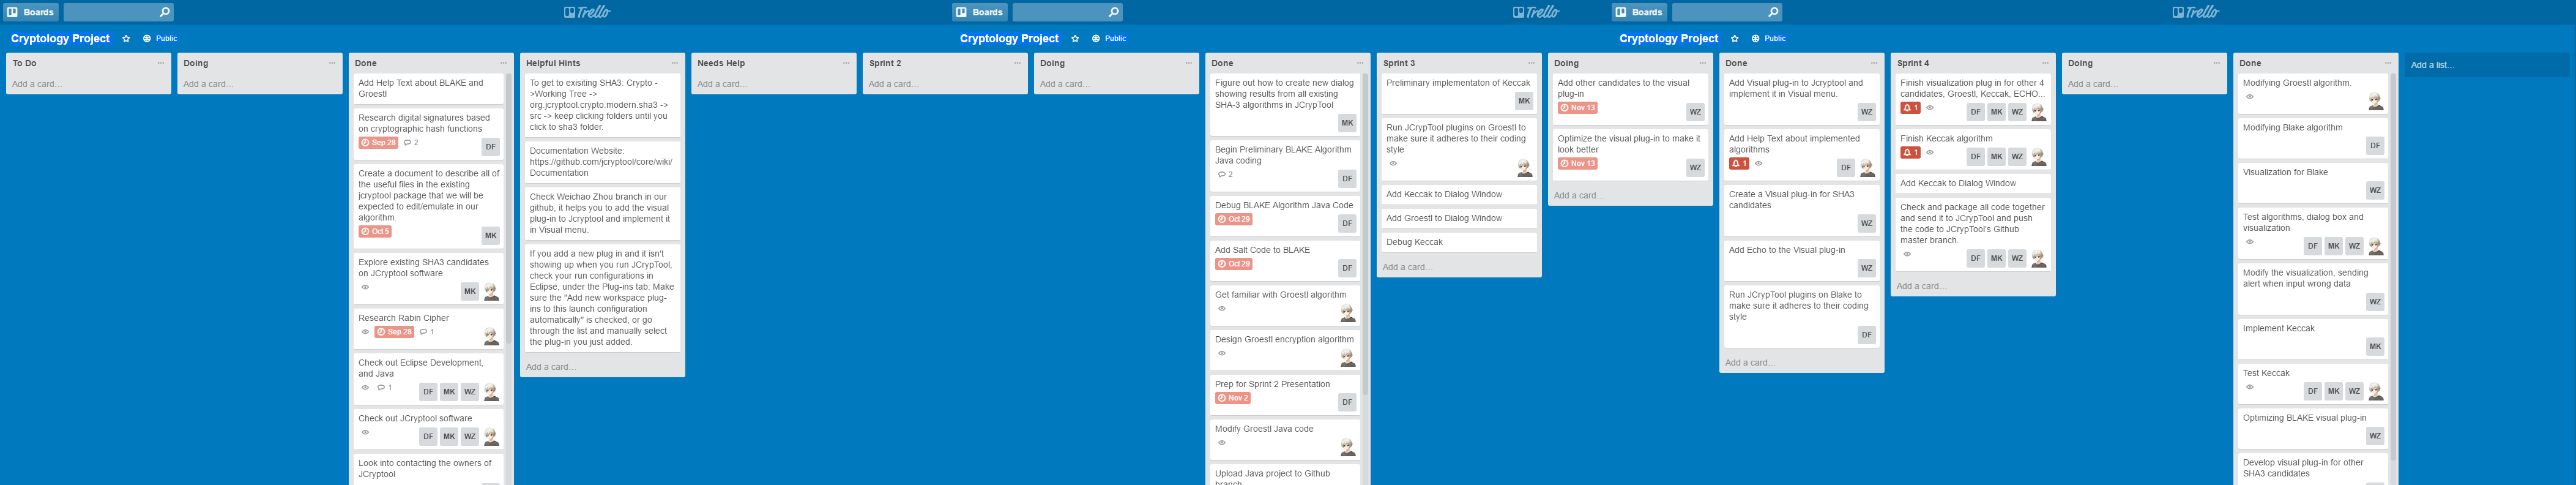 Boards
Trello
Boards
Trello
Boards
Trello
Cryptology Project
Public
Cryptology Project
Public
Cryptology Project
Public
To Do
Add a card...
Doing
Add a card...
Done
Add Help Text about BLAKE and
Groestl
Research digital signatures based
on cryptographic hash functions
Sep 28
2
DF
Create a document to describe all of
the useful files in the existing
jcryptool package that we will be
expected to edit/emulate in our
algorithm.
Oct 5
MK
Explore existing SHA3 candidates
on JCryptool software
MK
Research Rabin Cipher
Sep 28
1
Check out Eclipse Development,
and Java
1
DF MK WZ
Check out JCryptool software
DF MK WZ
Look into contacting the owners of
JCryptool
Helpful Hints
To get to exisiting SHA3: Crypto -
>Working Tree ->
org.jcryptool.crypto.modern.sha3 ->
src -> keep clicking folders until you
click to sha3 folder.
Documentation Website:
https://github.com/jcryptool/core/wiki/
Documentation
Check Weichao Zhou branch in our
github, it helps you to add the visual
plug-in to Jcryptool and implement it
in Visual menu.
If you add a new plug in and it isn't
showing up when you run JCrypTool,
check your run configurations in
Eclipse, under the Plug-ins tab: Make
sure the "Add new workspace plug-
ins to this launch configuration
automatically" is checked, or go
through the list and manually select
the plug-in you just added.
Add a card...
Needs Help
Add a card...
Sprint 2
Add a card...
Doing
Add a card...
Done
Figure out how to create new dialog
showing results from all existing
SHA-3 algorithms in JCrypTool
MK
Begin Preliminary BLAKE Algorithm
Java coding
2
DF
Debug BLAKE Algorithm Java Code
Oct 29
DF
Add Salt Code to BLAKE
Oct 29
DF
Get familiar with Groestl algorithm
Design Groestl encryption algorithm
Prep for Sprint 2 Presentation
Nov 2
DF
Modify Groestl Java code
Upload Java project to Github
branch
Sprint 3
Preliminary implementaton of Keccak
MK
Run JCrypTool plugins on Groestl to
make sure it adheres to their coding
style
Add Keccak to Dialog Window
Add Groestl to Dialog Window
Debug Keccak
Add a card...
Doing
Add other candidates to the visual
plug-in
Nov 13
WZ
Optimize the visual plug-in to make it
look better
Nov 13
WZ
Add a card...
Done
Add Visual plug-in to Jcryptool and
implement it in Visual menu.
WZ
Add Help Text about implemented
algorithms
1
DF
Create a Visual plug-in for SHA3
candidates
WZ
Add Echo to the Visual plug-in
WZ
Run JCrypTool plugins on Blake to
make sure it adheres to their coding
style
DF
Add a card...
Sprint 4
Finish visualization plug in for other 4
candidates, Groestl, Keccak, ECHO...
1
DF MK WZ
Finish Keccak algorithm
1
DF MK WZ
Add Keccak to Dialog Window
Check and package all code together
and send it to JCrypTool and push
the code to JCrypTool's Github
master branch.
DF MK WZ
Add a card...
Doing
Add a card...
Done
Modifying Groestl algorithm.
Modifying Blake algorithm
DF
Visualization for Blake
WZ
Test algorithms, dialog box and
visualization
DF MK WZ
Modify the visualization, sending
alert when input wrong data
WZ
Implement Keccak
MK
Test Keccak
DF MK WZ
Optimizing BLAKE visual plug-in
WZ
Develop visual plug-in for other
SHA3 candidates
Add a list...